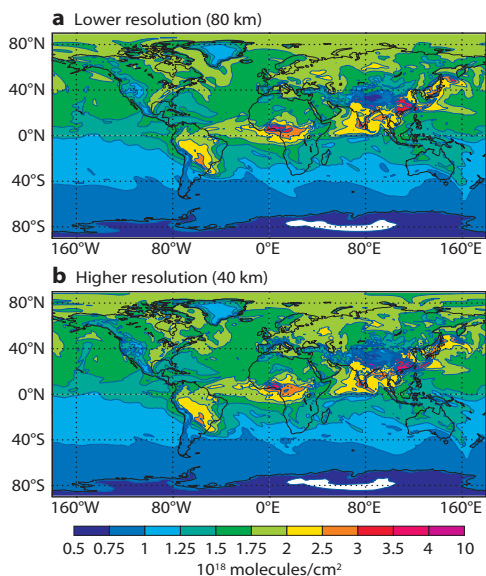 a Lower resolution (80 km)
80°N
40°N
0°N
40°S
80°S
160°W 80°W 0°E 80°E 160°E
b Higher resolution (40 km)
80°N
40°N
0°N
40°S
80°S
160°W 80°W 0°E 80°E 160°E
0.5 0.75 1 1.25 1.5 1.75 2 2.5 3 3.5 4 10
10¹⁸ molecules/cm²